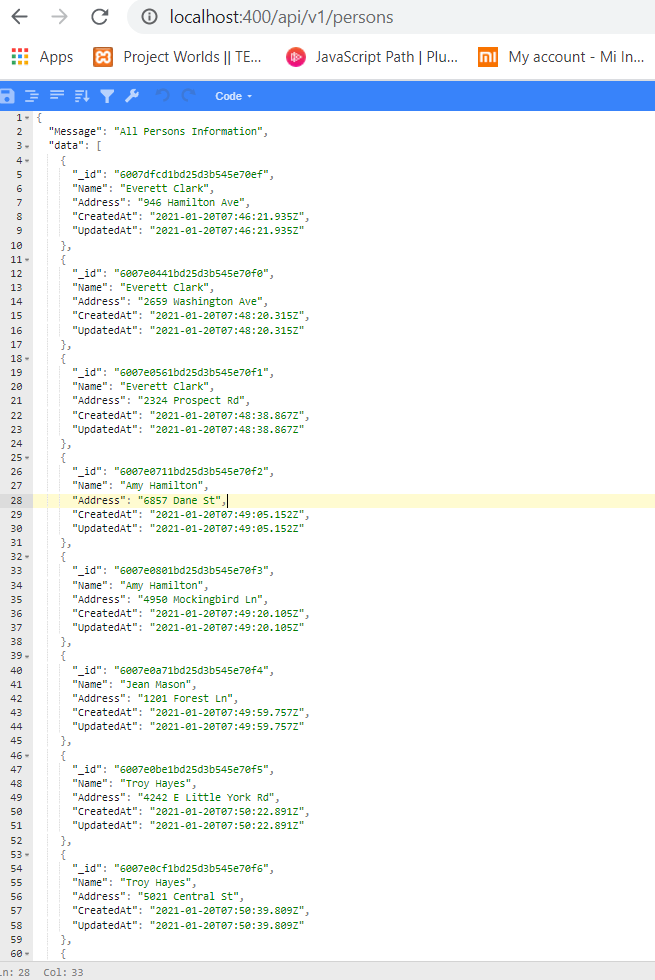 localhost:400/api/v1/persons
Apps Project Worlds || TE... JavaScript Path | Plu... My account - Mi In...
Code
1 {
2 "Message": "All Persons Information",
3 "data": [
4 {
5 "_id": "6007dfcd1bd25d3b545e70ef",
6 "Name": "Everett Clark",
7 "Address": "946 Hamilton Ave",
8 "CreatedAt": "2021-01-20T07:46:21.935Z",
9 "UpdatedAt": "2021-01-20T07:46:21.935Z"
10 },
11 {
12 "_id": "6007e0441bd25d3b545e70f0",
13 "Name": "Everett Clark",
14 "Address": "2659 Washington Ave",
15 "CreatedAt": "2021-01-20T07:48:20.315Z",
16 "UpdatedAt": "2021-01-20T07:48:20.315Z"
17 },
18 {
19 "_id": "6007e0561bd25d3b545e70f1",
20 "Name": "Everett Clark",
21 "Address": "2324 Prospect Rd",
22 "CreatedAt": "2021-01-20T07:48:38.867Z",
23 "UpdatedAt": "2021-01-20T07:48:38.867Z"
24 },
25 {
26 "_id": "6007e0711bd25d3b545e70f2",
27 "Name": "Amy Hamilton",
28 "Address": "6857 Dane St",
29 "CreatedAt": "2021-01-20T07:49:05.152Z",
30 "UpdatedAt": "2021-01-20T07:49:05.152Z"
31 },
32 {
33 "_id": "6007e0801bd25d3b545e70f3",
34 "Name": "Amy Hamilton",
35 "Address": "4950 Mockingbird Ln",
36 "CreatedAt": "2021-01-20T07:49:20.105Z",
37 "UpdatedAt": "2021-01-20T07:49:20.105Z"
38 },
39 {
40 "_id": "6007e0a71bd25d3b545e70f4",
41 "Name": "Jean Mason",
42 "Address": "1201 Forest Ln",
43 "CreatedAt": "2021-01-20T07:49:59.757Z",
44 "UpdatedAt": "2021-01-20T07:49:59.757Z"
45 },
46 {
47 "_id": "6007e0be1bd25d3b545e70f5",
48 "Name": "Troy Hayes",
49 "Address": "4242 E Little York Rd",
50 "CreatedAt": "2021-01-20T07:50:22.891Z",
51 "UpdatedAt": "2021-01-20T07:50:22.891Z"
52 },
53 {
54 "_id": "6007e0cf1bd25d3b545e70f6",
55 "Name": "Troy Hayes",
56 "Address": "5021 Central St",
57 "CreatedAt": "2021-01-20T07:50:39.809Z",
58 "UpdatedAt": "2021-01-20T07:50:39.809Z"
59 },
60 {
Ln: 28 Col: 33